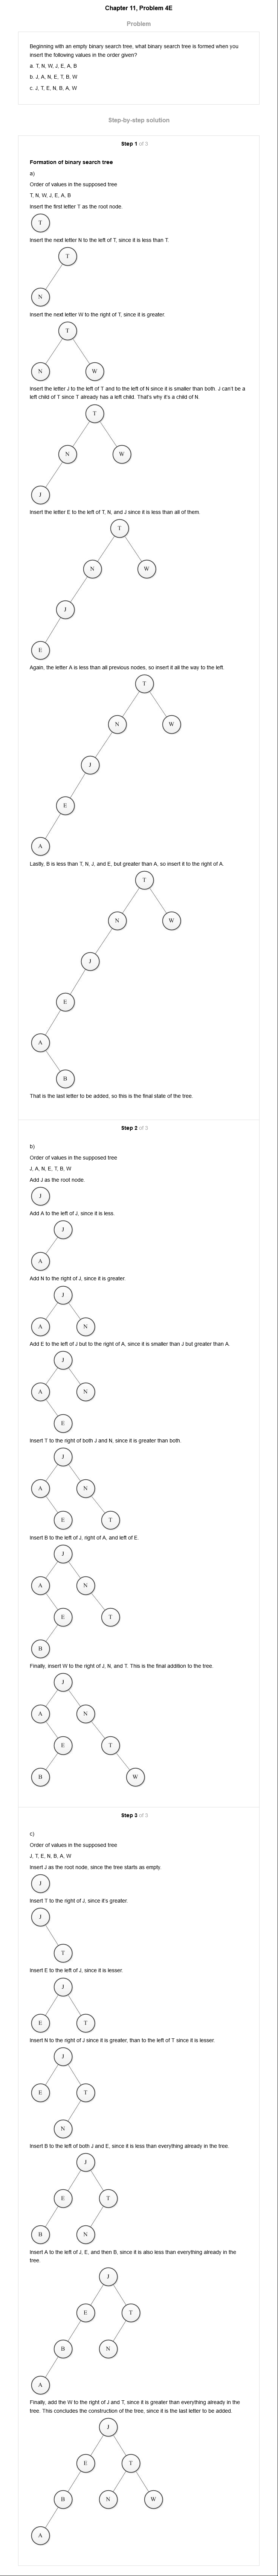 Chapter 11, Problem 4E
Problem
Beginning with an empty binary search tree, what binary search tree is formed when you
insert the following values in the order given?
a. T, N, W, J, E, A, B
b. J, A, N, E, T, B, W
c. J, T, E, N, B, A, W
Step-by-step solution
Step 1 of 3
Formation of binary search tree
a)
Order of values in the supposed tree
T, N, W, J, E, A, B
Insert the first letter T as the root node.
T
Insert the next letter N to the left of T, since it is less than T.
T
N
Insert the next letter W to the right of T, since it is greater.
T
N W
Insert the letter J to the left of T and to the left of N since it is smaller than both. J can't be a
left child of T since T already has a left child. That's why it's a child of N.
T
N W
J
Insert the letter E to the left of T, N, and J since it is less than all of them.
T
N W
J
E
Again, the letter A is less than all previous nodes, so insert it all the way to the left.
T
N W
J
E
A
Lastly, B is less than T, N, J, and E, but greater than A, so insert it to the right of A.
T
N W
J
E
A
B
That is the last letter to be added, so this is the final state of the tree.
Step 2 of 3
b)
Order of values in the supposed tree
J, A, N, E, T, B, W
Add J as the root node.
J
Add A to the left of J, since it is less.
J
A
Add N to the right of J, since it is greater.
J
A N
Add E to the left of J but to the right of A, since it is smaller than J but greater than A.
J
A N
E
Insert T to the right of both J and N, since it is greater than both.
J
A N
E T
Insert B to the left of J, right of A, and left of E.
J
A N
E T
B
Finally, insert W to the right of J, N, and T. This is the final addition to the tree.
J
A N
E T
B W
Step 3 of 3
c)
Order of values in the supposed tree
J, T, E, N, B, A, W
Insert J as the root node, since the tree starts as empty.
J
Insert T to the right of J, since it's greater.
J
T
Insert E to the left of J, since it is lesser.
J
E T
Insert N to the right of J since it is greater, than to the left of T since it is lesser.
J
E T
N
Insert B to the left of both J and E, since it is less than everything already in the tree.
J
E T
B N
Insert A to the left of J, E, and then B, since it is also less than everything already in the
tree.
J
E T
B N
A
Finally, add the W to the right of J and T, since it is greater than everything already in the
tree. This concludes the construction of the tree, since it is the last letter to be added.
J
E T
B N W
A